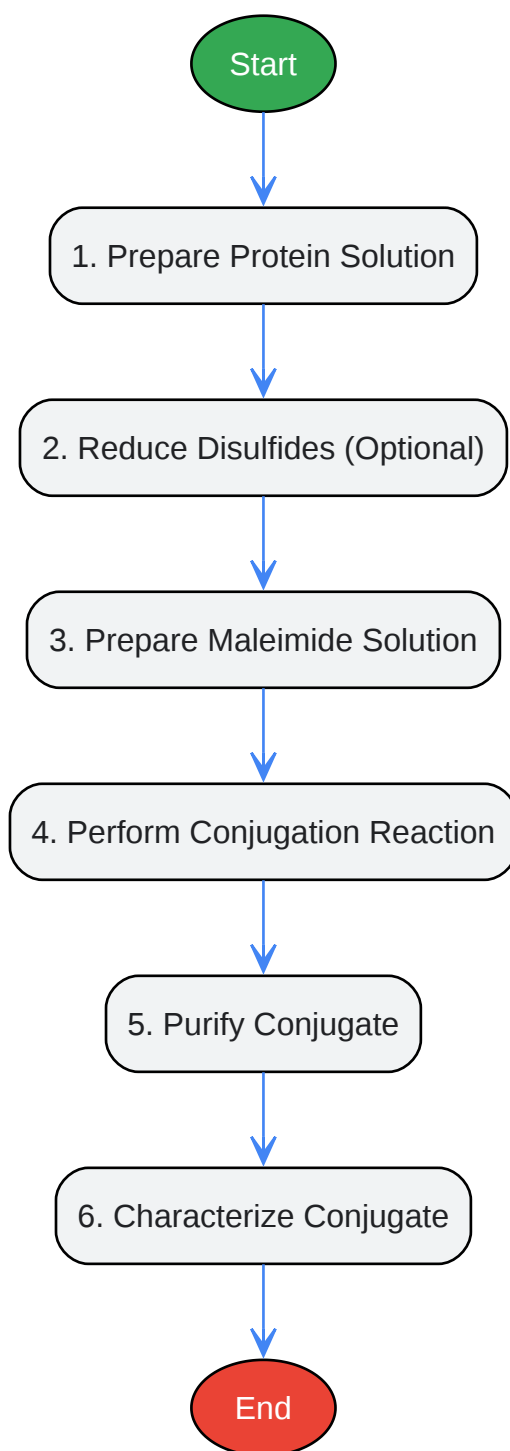 Start
1. Prepare Protein Solution
2. Reduce Disulfides (Optional)
3. Prepare Maleimide Solution
4. Perform Conjugation Reaction
5. Purify Conjugate
6. Characterize Conjugate
End